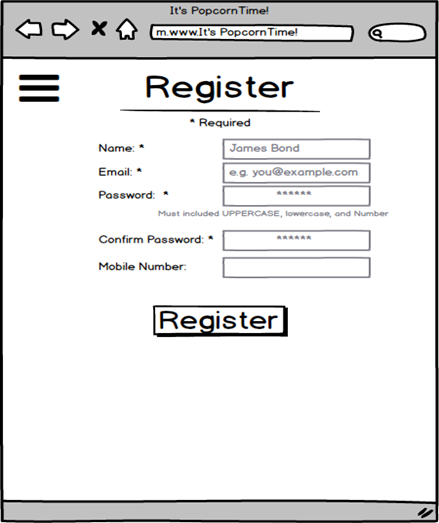 It's PopcornTime!
m.www.It's PopcornTime!
Register
* Required
Name: * James Bond
Email: * e.g. you@example.com
Password: * ******
Must included UPPERCASE, lowercase, and Number
Confirm Password: * ******
Mobile Number:
Register